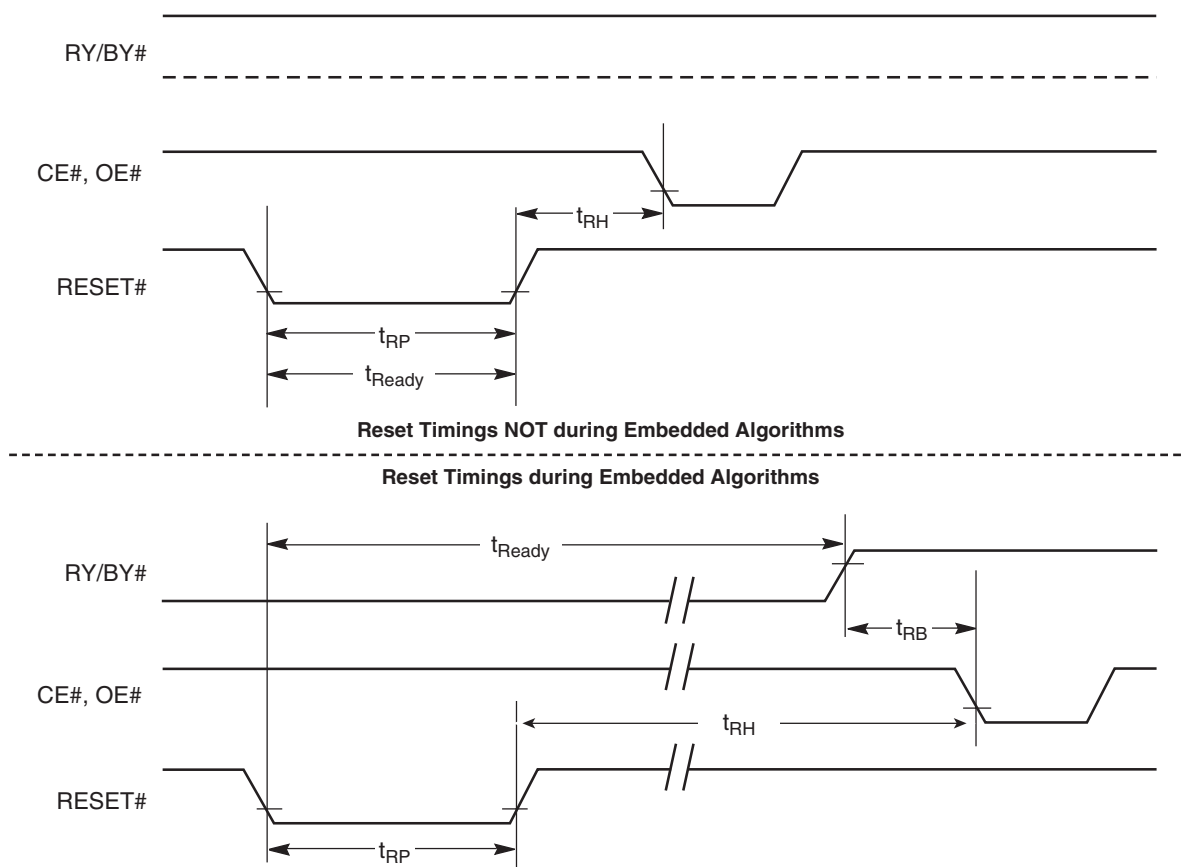 RY/BY#
CE#, OE#
tRH
RESET#
tRP
tReady
Reset Timings NOT during Embedded Algorithms
Reset Timings during Embedded Algorithms
tReady
RY/BY#
tRB
CE#, OE#
tRH
RESET#
tRP